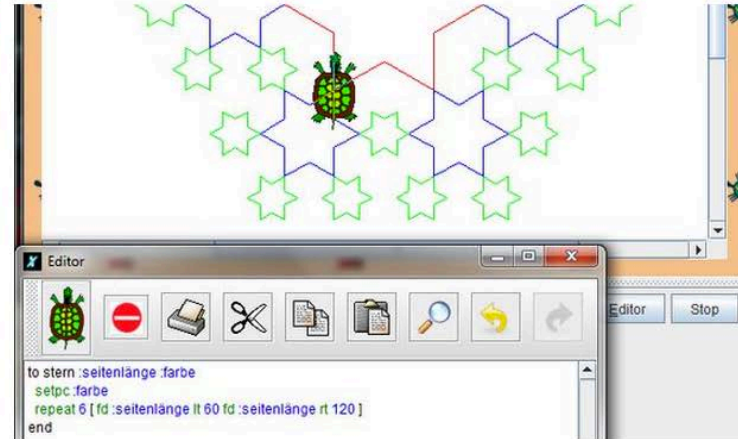 Editor
Editor
Stop
to stern :seitenlänge :farbe
setpc :farbe
repeat 6 [ fd :seitenlänge lt 60 fd :seitenlänge rt 120 ]
end